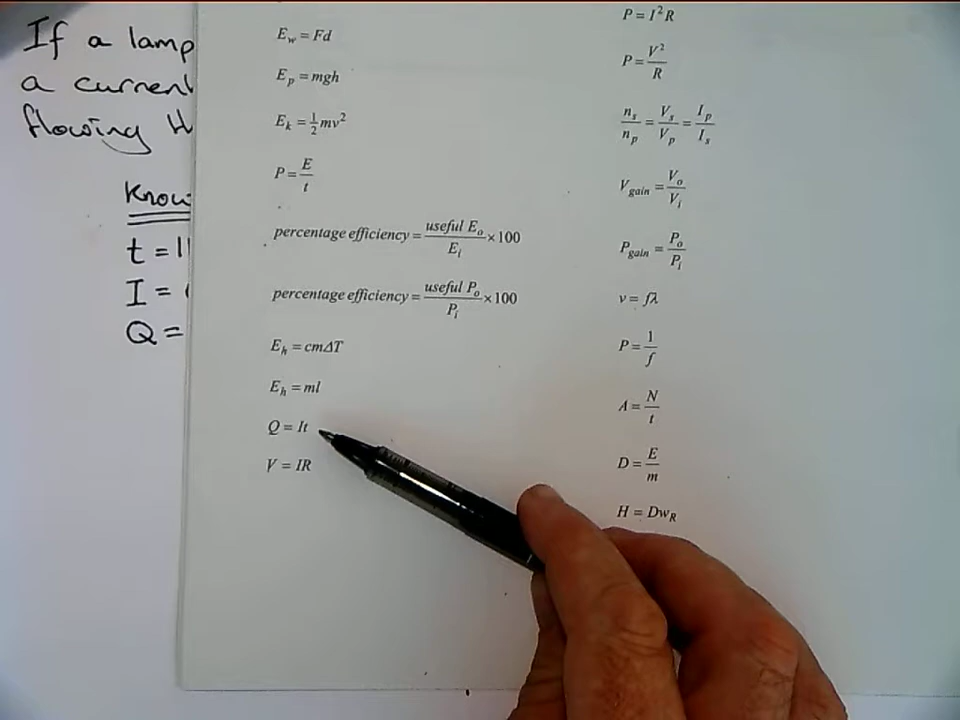 If a lamp
a current
flowing
Know
t = 11
I =
Q =
E_w = Fd
E_p = mgh
E_k = ½mv²
P = E/t
percentage efficiency = useful E_o/E_i × 100
percentage efficiency = useful P_o/P_i × 100
E_h = cmΔT
E_h = ml
Q = It
V = IR
P = I²R
P = V²/R
n_s/n_p = V_s/V_p = I_p/I_s
V_gain = V_o/V_i
P_gain = P_o/P_i
v = fλ
P = 1/f
A = N/t
D = E/m
H = Dw_R